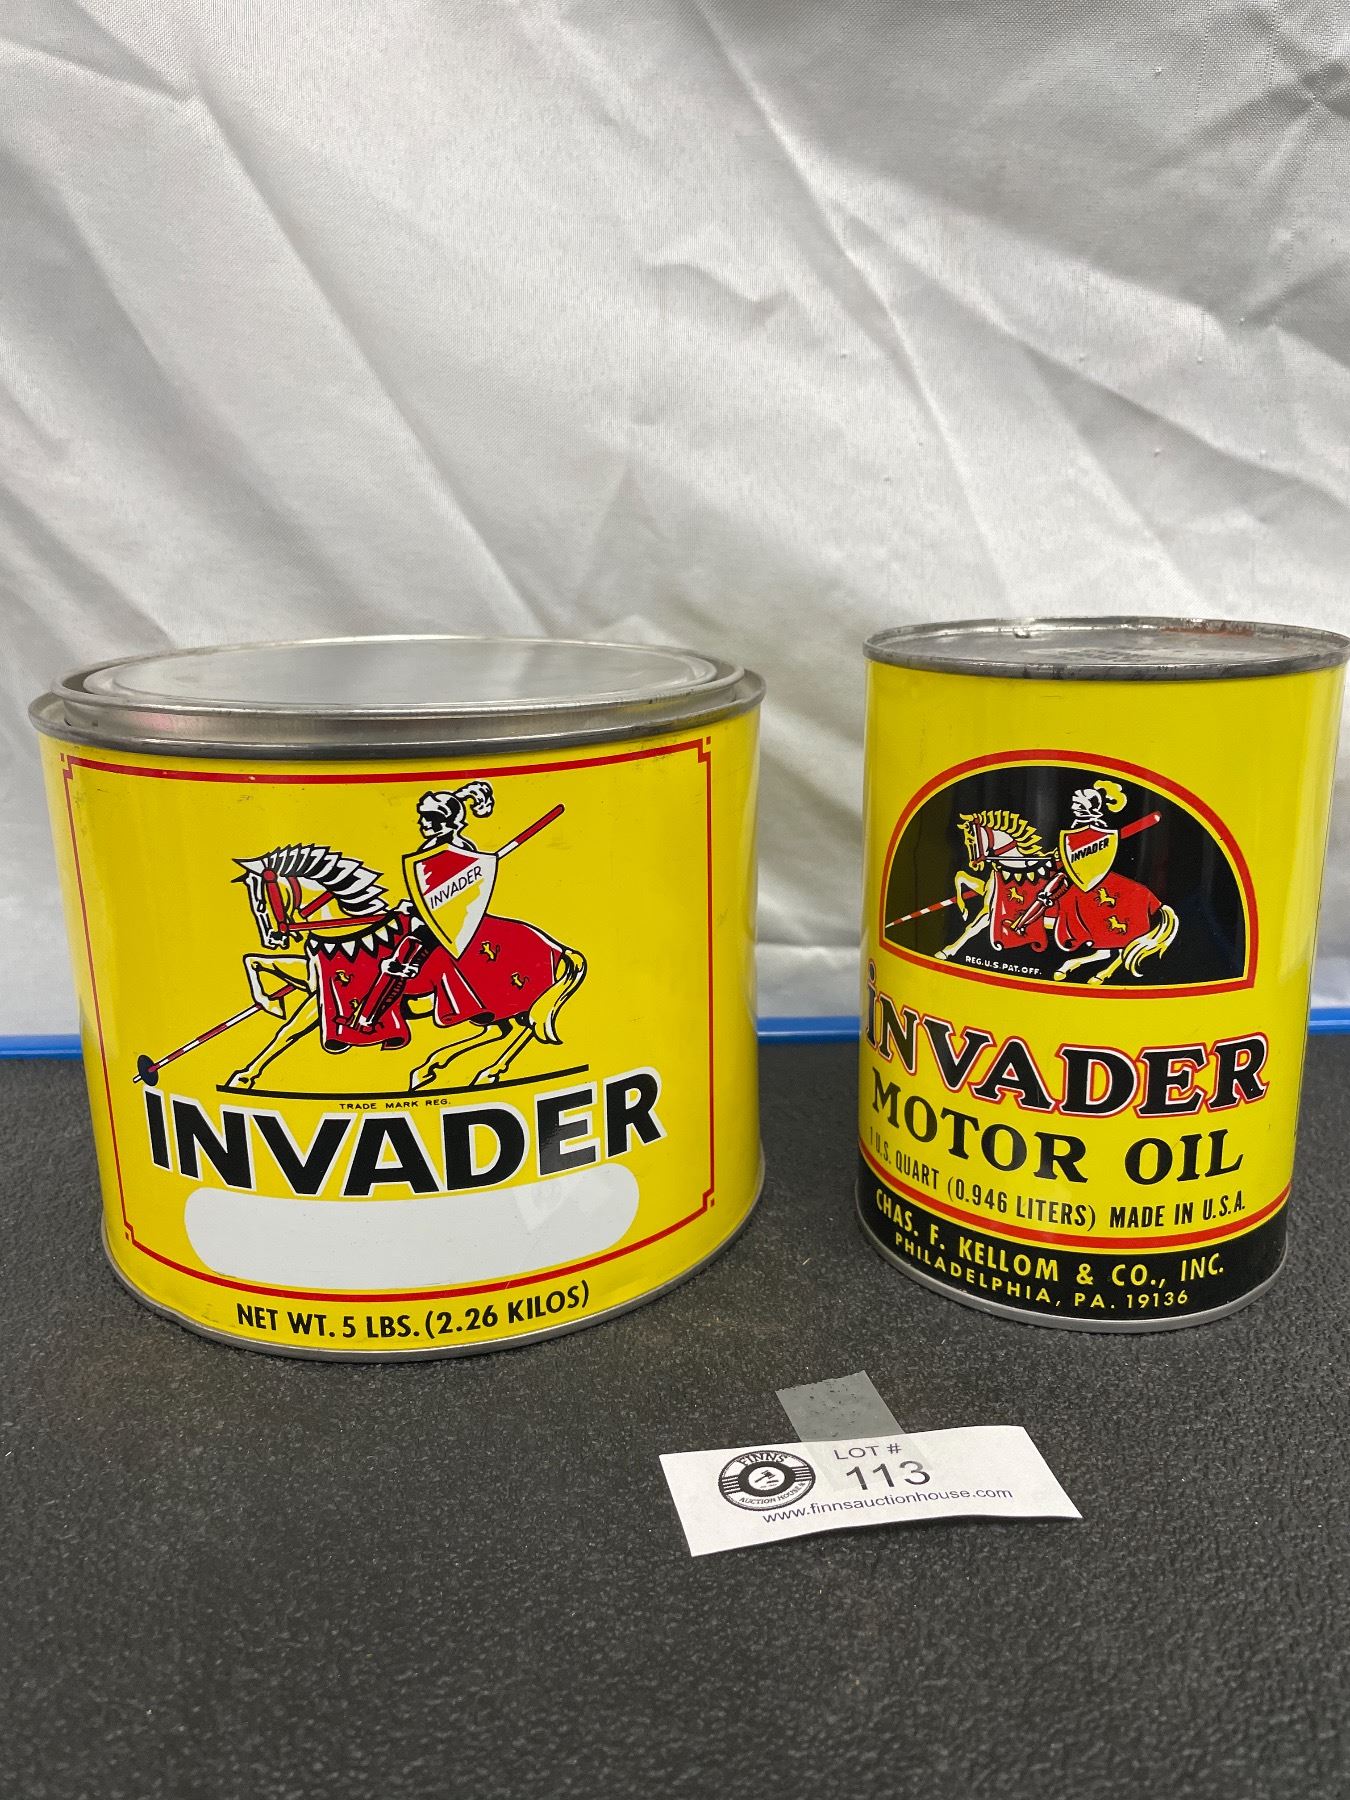 INVADER
TRADE MARK REG.
INVADER
NET WT. 5 LBS. (2.26 KILOS)
INVADER
REG. U.S. PAT. OFF.
iNVADER
MOTOR OIL
1 U.S. QUART (0.946 LITERS) MADE IN U.S.A.
CHAS. F. KELLOM & CO., INC.
PHILADELPHIA, PA. 19136
FINNS
AUCTION HOUSE
LOT #
113
www.finnsauctionhouse.com